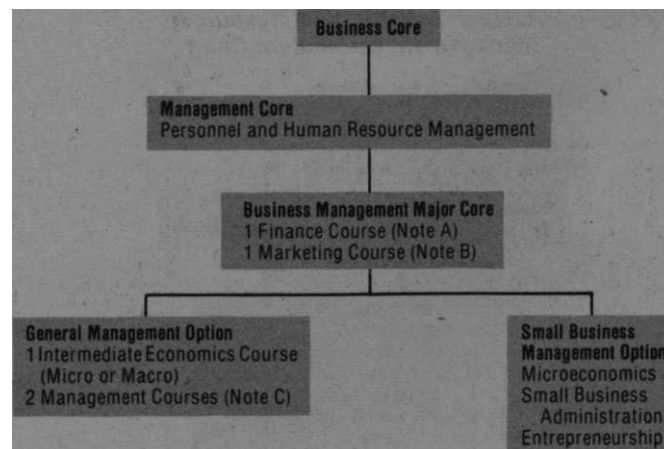 Business Core
Management Core
Personnel and Human Resource Management
Business Management Major Core
1 Finance Course (Note A)
1 Marketing Course (Note B)
General Management Option
1 Intermediate Economics Course
(Micro or Macro)
2 Management Courses (Note C)
Small Business
Management Option
Microeconomics
Small Business
Administration
Entrepreneurship